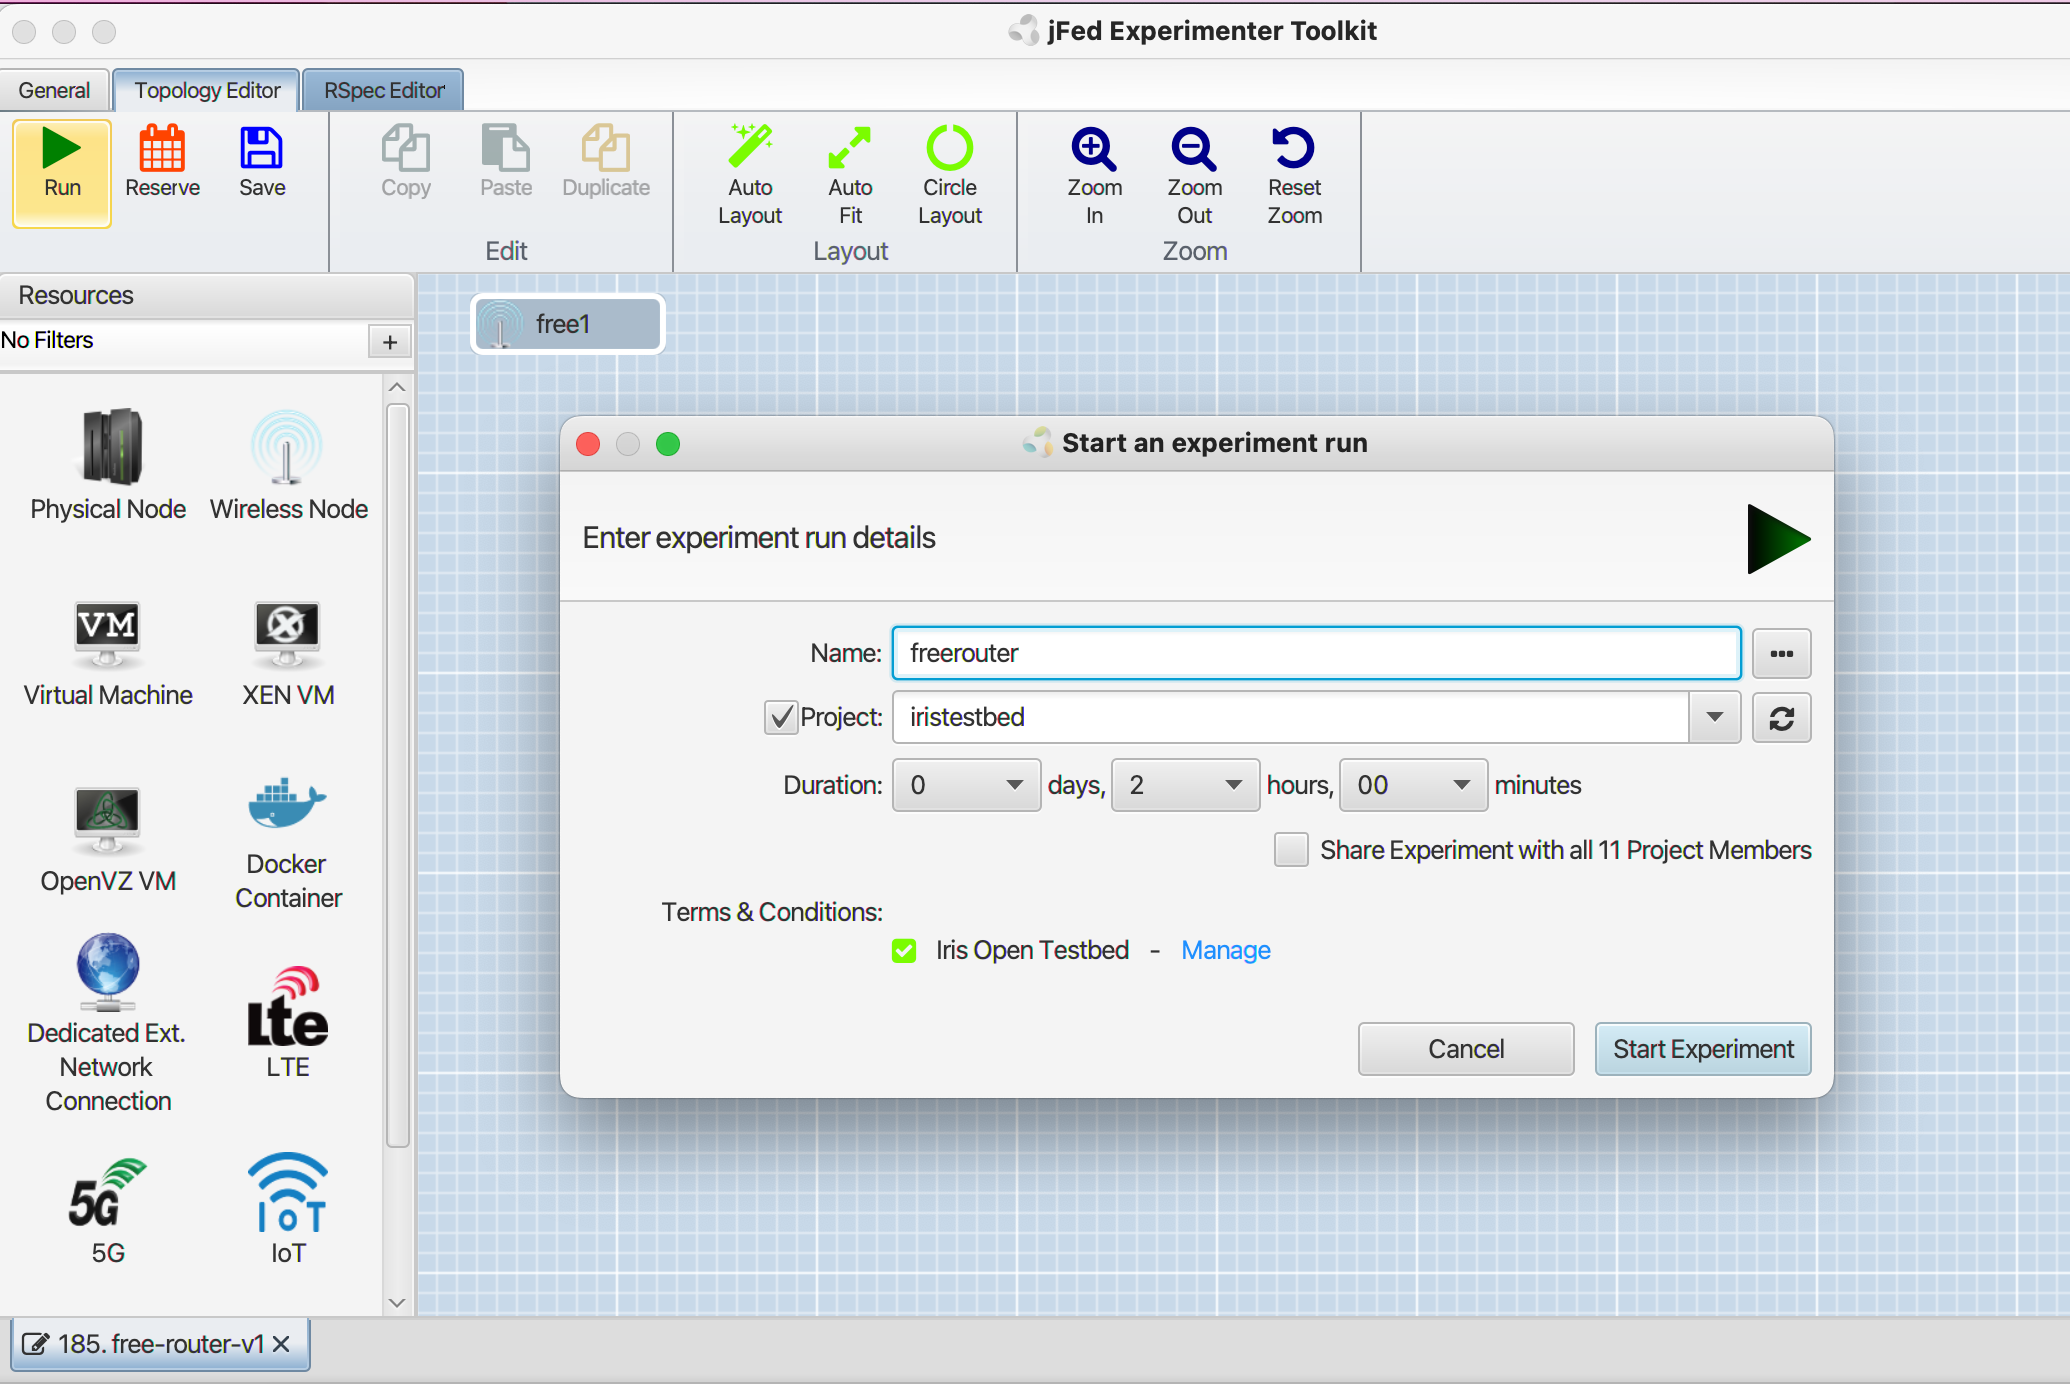 jFed Experimenter Toolkit
General
Topology Editor
RSpec Editor
Run
Reserve
Save
Copy
Paste
Duplicate
Edit
Auto
Layout
Auto
Fit
Circle
Layout
Layout
Zoom
In
Zoom
Out
Reset
Zoom
Zoom
Resources
No Filters
+
free1
Physical Node
Wireless Node
VM
Virtual Machine
XEN VM
OpenVZ VM
Docker
Container
Dedicated Ext.
Network
Connection
Lte
LTE
5G
5G
IoT
IoT
Start an experiment run
Enter experiment run details
Name: freerouter
Project: iristestbed
Duration: 0 days, 2 hours, 00 minutes
Share Experiment with all 11 Project Members
Terms & Conditions:
Iris Open Testbed - Manage
Cancel
Start Experiment
185. free-router-v1